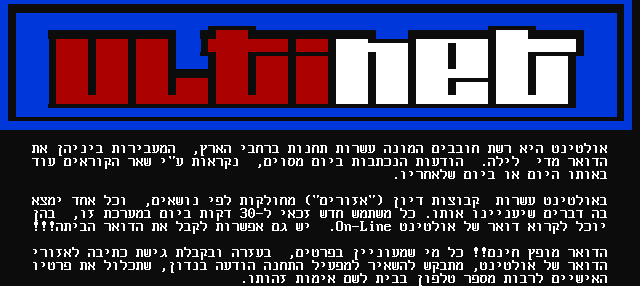 ultinet
אולטינט היא רשת חובבים המונה עשרות תחנות ברחבי הארץ, המעבירות ביניהן את
הדואר מדי לילה. הודעות הנכתבות ביום מסוים, נקראות ע"י שאר הקוראים עוד
באותו היום או ביום שלאחריו.
באולטינט עשרות קבוצות דיון ("אזורים") מחולקות לפי נושאים, וכל אחד ימצא
בה דברים שיעניינו אותו. כל משתמש חדש זכאי ל-30 דקות ביום במערכת זו, בהן
יוכל לקרוא דואר של אולטינט On-Line. יש גם אפשרות לקבל את הדואר הביתה!!!
הדואר מופץ חינם!! כל מי שמעוניין בפרטים, בעזרה ובקבלת גישת כתיבה לאזורי
הדואר של אולטינט, מתבקש להשאיר למפעיל התחנה הודעה בנדון, שתכלול את פרטיו
האישיים לרבות מספר טלפון בבית לשם אימות זהותו.